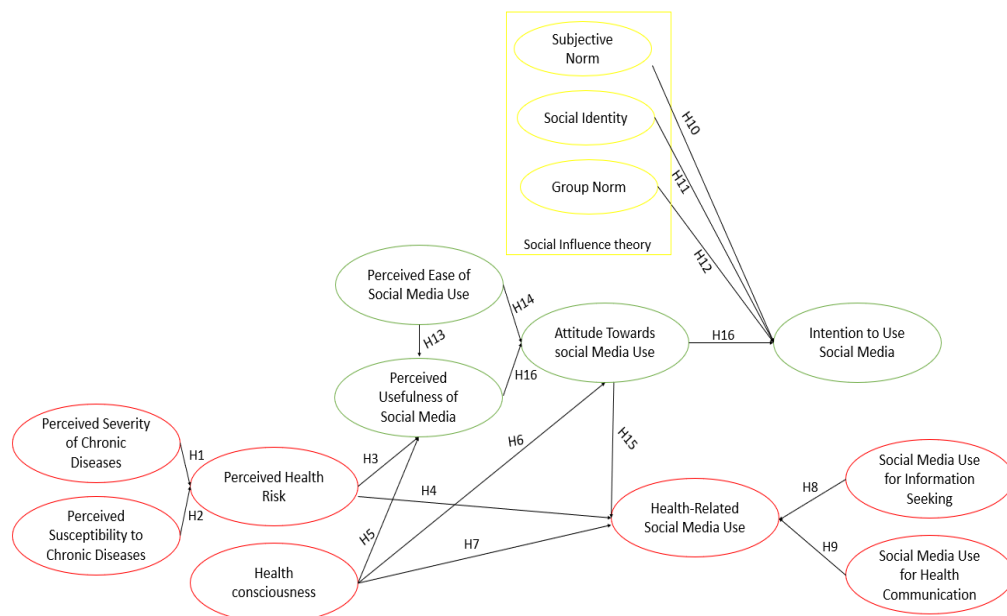 Subjective
Norm
Social Identity
Group Norm
Social Influence theory
H10
H11
H12
Perceived Ease of
Social Media Use
H14
H13
Attitude Towards
social Media Use
H16
Intention to Use
Social Media
Perceived
Usefulness of
Social Media
H16
Perceived Severity
of Chronic
Diseases
H1
H6
H15
H3
Perceived Health
Risk
H4
H2
Perceived
Susceptibility to
Chronic Diseases
H5
H7
Health
consciousness
Health-Related
Social Media Use
H8
Social Media Use
for Information
Seeking
H9
Social Media Use
for Health
Communication